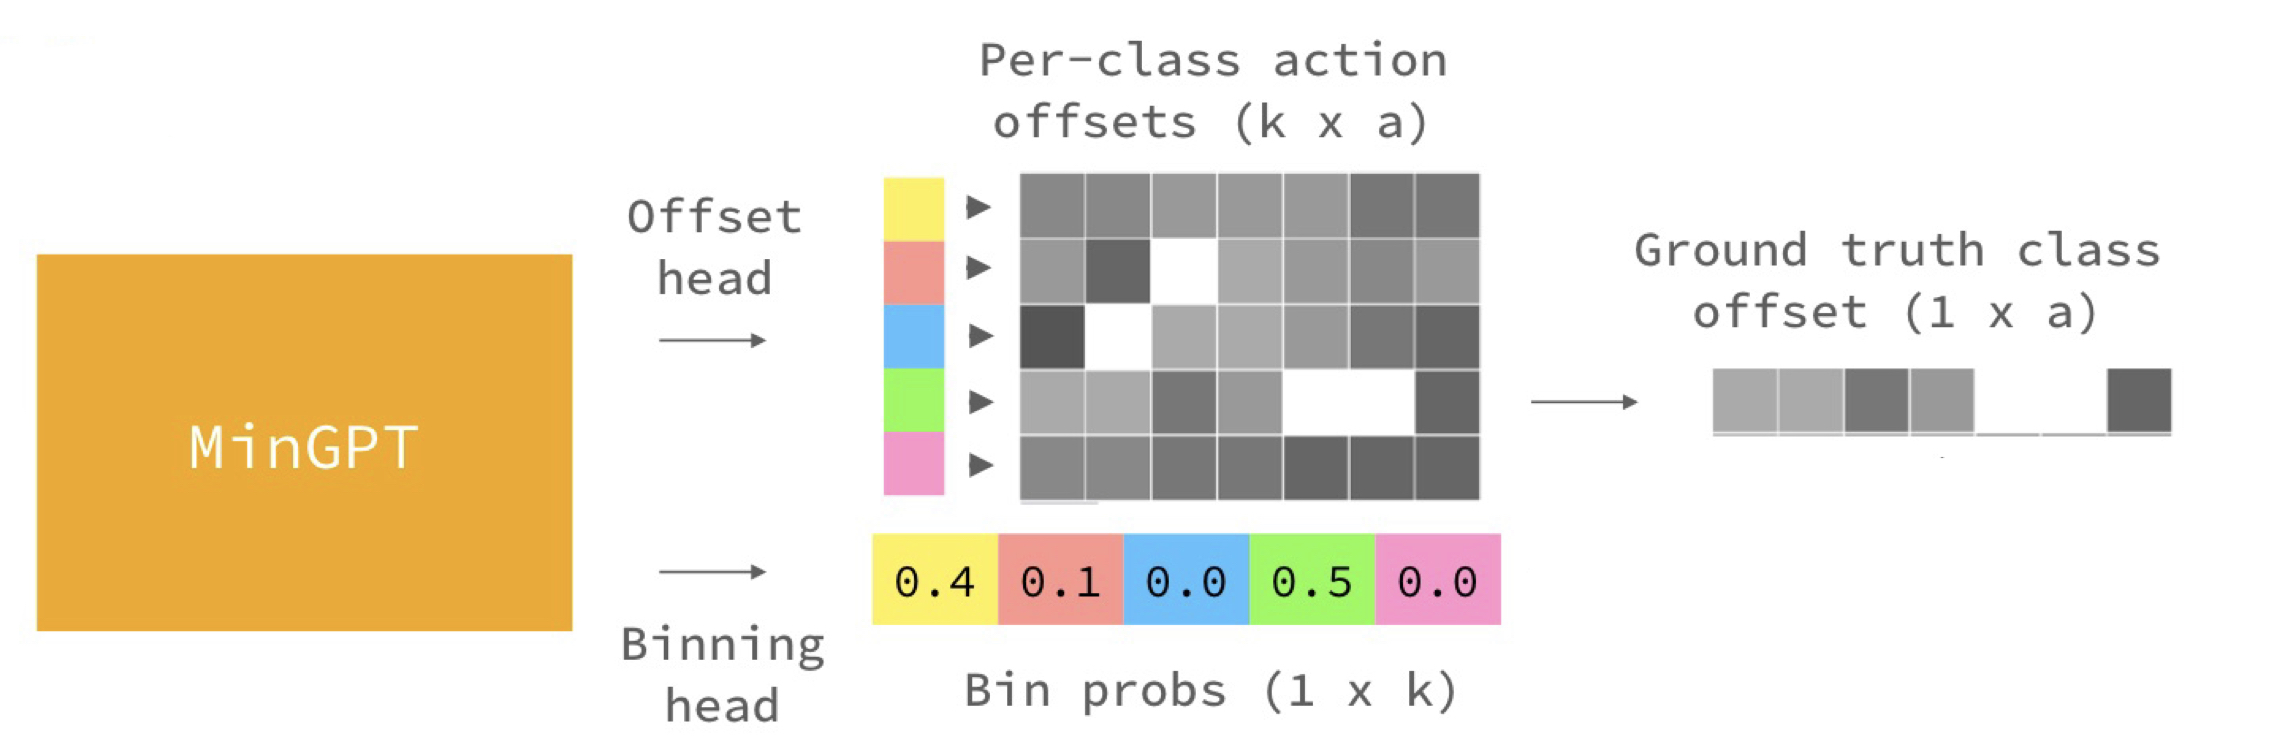 Per-class action
offsets (k x a)
Offset
head
Ground truth class
offset (1 x a)
MinGPT
0.4 0.1 0.0 0.5 0.0
Binning
head
Bin probs (1 x k)